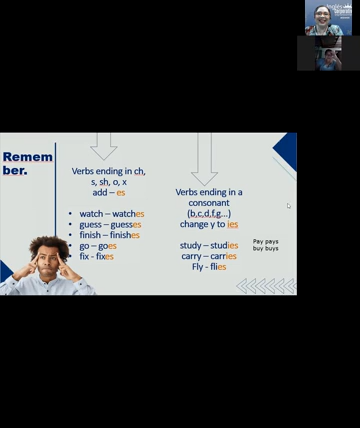 Inglés
Remem
ber.
Verbs ending in ch,
s, sh, o, x
add – es
• watch – watches
• guess – guesses
• finish – finishes
• go – goes
• fix - fixes
Verbs ending in a
consonant
(b,c,d,f,g...)
change y to ies
study – studies
carry – carries
Fly - flies
Pay pays
buy buys